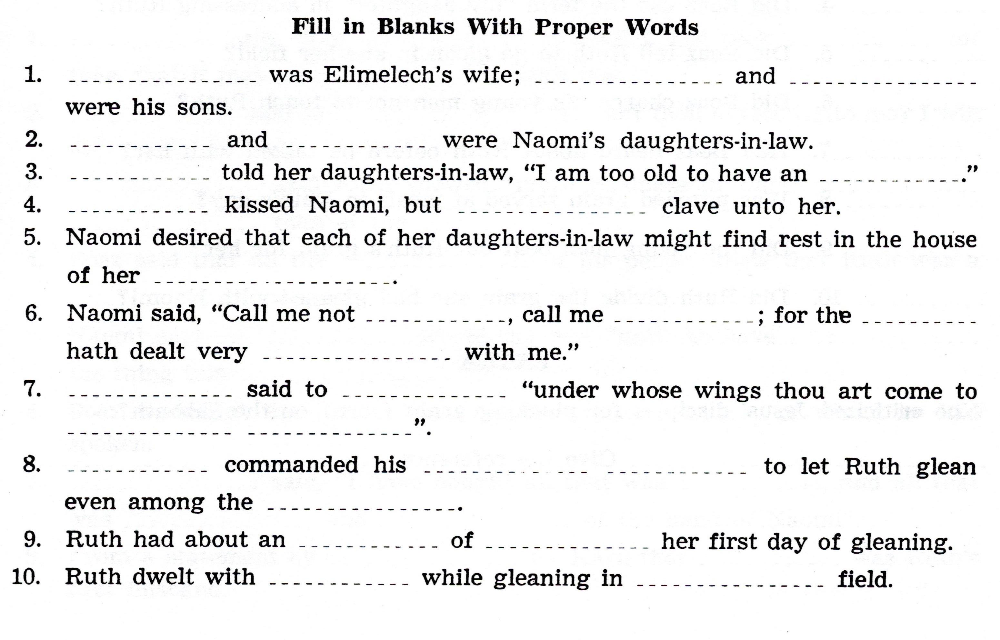 Fill in Blanks With Proper Words
1. ---------------- was Elimelech's wife; ---------------- and ----------------
were his sons.
2. ------------ and ------------ were Naomi's daughters-in-law.
3. ------------ told her daughters-in-law, “I am too old to have an ------------.”
4. ------------ kissed Naomi, but ---------------- clave unto her.
5. Naomi desired that each of her daughters-in-law might find rest in the house
of her --------------------.
6. Naomi said, “Call me not ------------, call me ------------; for the ----------
hath dealt very ---------------- with me.”
7. -------------- said to -------------- “under whose wings thou art come to
-------------- --------------”.
8. ------------ commanded his -------------- ------------ to let Ruth glean
even among the ----------------.
9. Ruth had about an ------------ of -------------- her first day of gleaning.
10. Ruth dwelt with ------------ while gleaning in ---------------- field.